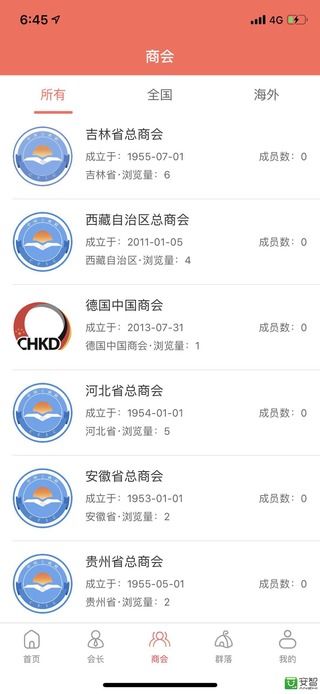 6:45
4G
商会
所有
全国
海外
吉林省总商会
成立于：1955-07-01
成员数：0
吉林省·浏览量：6
西藏自治区总商会
成立于：2011-01-05
成员数：0
西藏自治区·浏览量：4
德国中国商会
CHKD
成立于：2013-07-31
成员数：0
德国中国商会·浏览量：1
河北省总商会
成立于：1954-01-01
成员数：0
河北省·浏览量：5
安徽省总商会
成立于：1953-01-01
成员数：0
安徽省·浏览量：2
贵州省总商会
成立于：1955-05-01
成员数：0
贵州省·浏览量：2
首页
会长
商会
群落
我的
安智